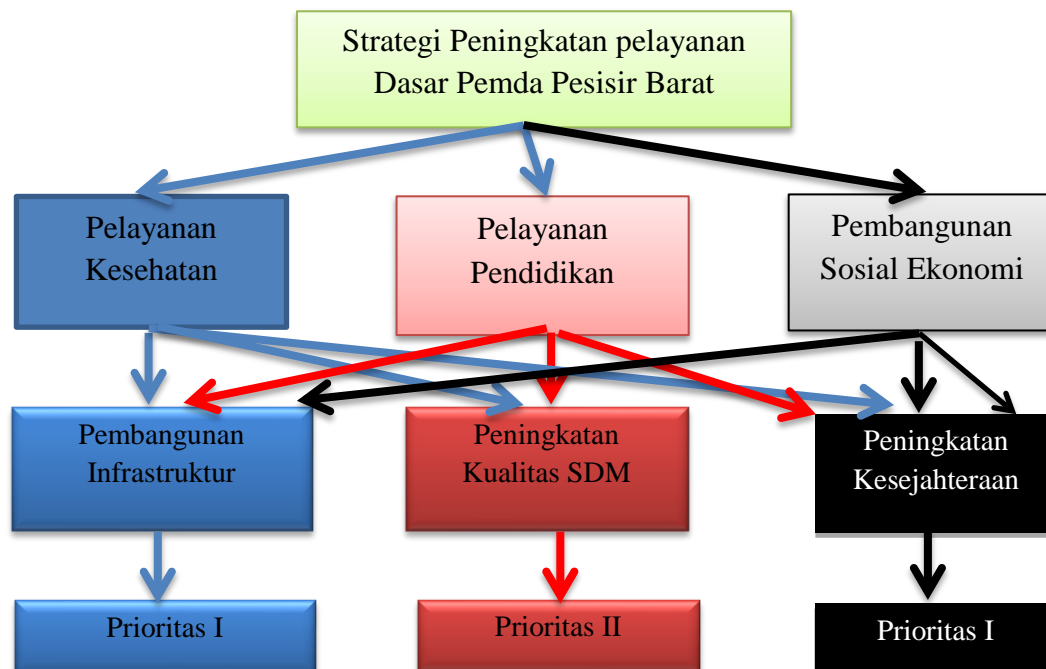 Strategi Peningkatan pelayanan
Dasar Pemda Pesisir Barat
Pelayanan
Kesehatan
Pelayanan
Pendidikan
Pembangunan
Sosial Ekonomi
Pembangunan
Infrastruktur
Peningkatan
Kualitas SDM
Peningkatan
Kesejahteraan
Prioritas I
Prioritas II
Prioritas I